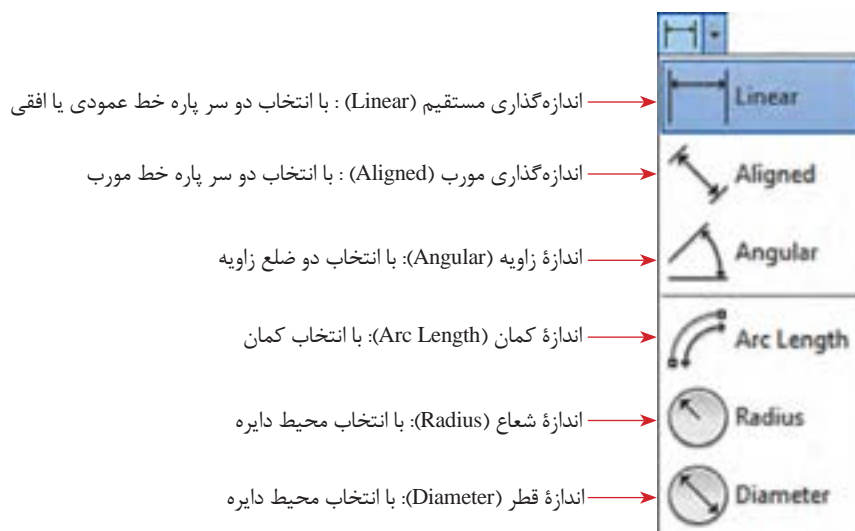 اندازه‌گذاری مستقیم (Linear) : با انتخاب دو سر پاره خط عمودی یا افقی
Linear
اندازه‌گذاری مورب (Aligned) : با انتخاب دو سر پاره خط مورب
Aligned
اندازهٔ زاویه (Angular): با انتخاب دو ضلع زاویه
Angular
اندازهٔ کمان (Arc Length): با انتخاب کمان
Arc Length
اندازهٔ شعاع (Radius): با انتخاب محیط دایره
Radius
اندازهٔ قطر (Diameter): با انتخاب محیط دایره
Diameter